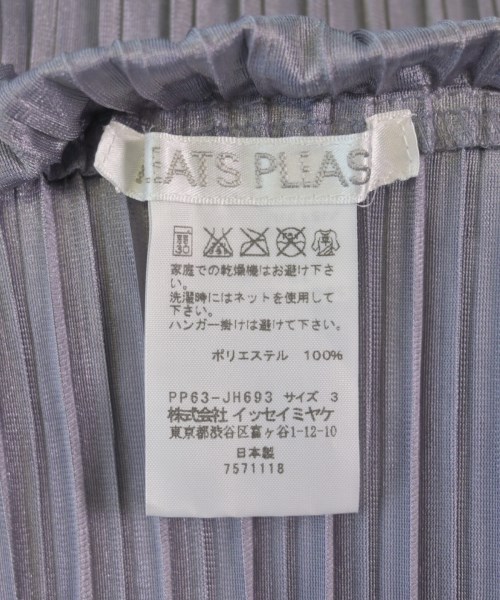 EATS PLEAS
家庭での乾燥機はお避け下さ
い。
洗濯時にはネットを使用して
下さい。
ハンガー掛けは避けて下さい。
ポリエステル 100%
PP63-JH693 サイズ 3
株式会社 イッセイミヤケ
東京都渋谷区富ヶ谷1-12-10
日本製
7571118